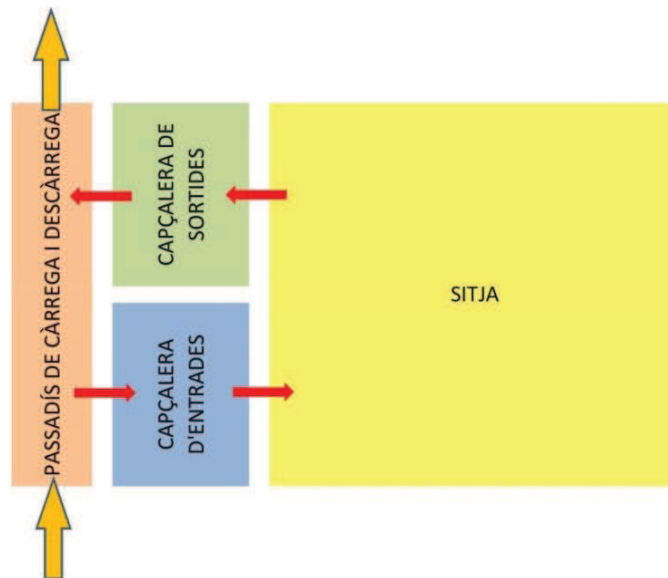 PASSADÍS DE CÀRREGA I DESCÀRREGA
CAPÇALERA DE
SORTIDES
CAPÇALERA
D'ENTRADES
SITJA